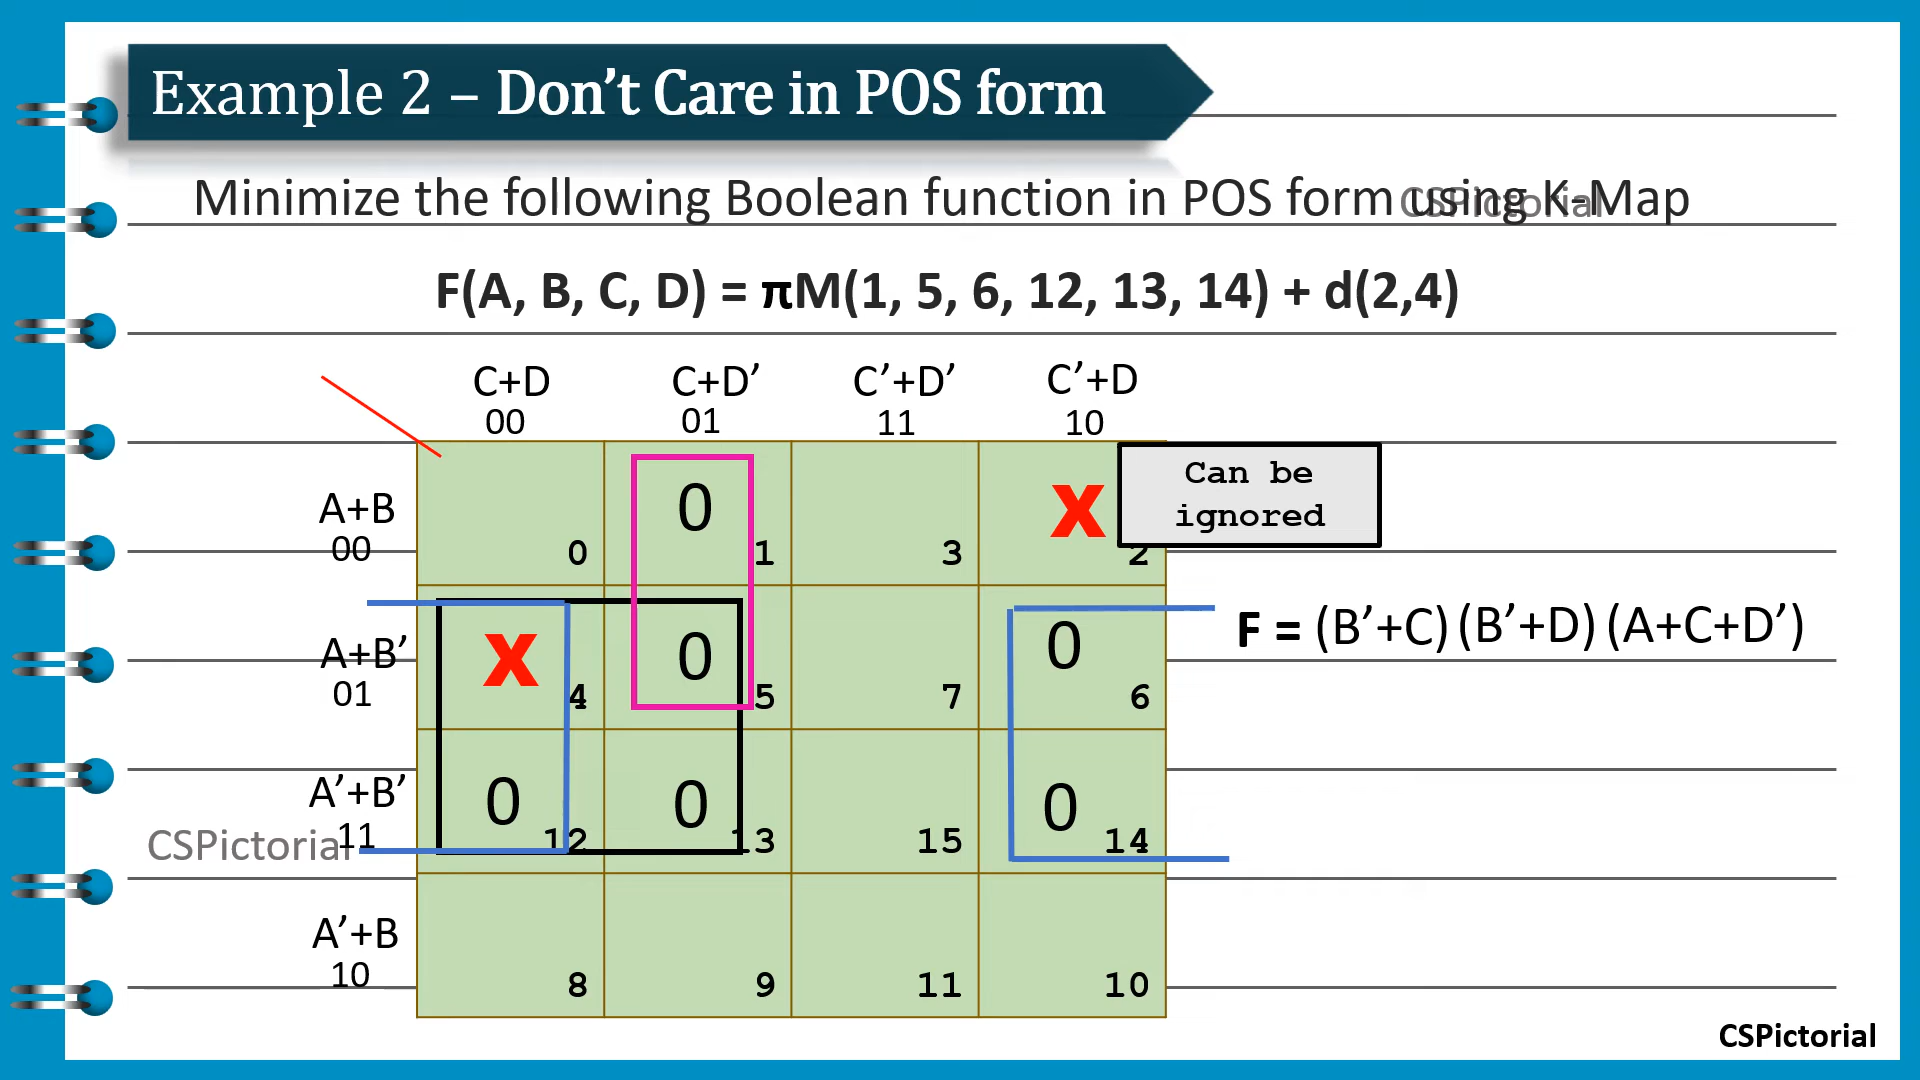 Example 2 – Don’t Care in POS form
Minimize the following Boolean function in POS form using K-Map
CSPictorial
F(A, B, C, D) = πM(1, 5, 6, 12, 13, 14) + d(2,4)
C+D C+D’ C’+D’ C’+D
00 01 11 10
A+B 0 X Can be
ignored
00 0 1 3 2
A+B’ X 0 0 F = (B’+C) (B’+D) (A+C+D’)
01 4 5 7 6
A’+B’ 0 0 0
CSPictorial 11 12 13 15 14
A’+B
10 8 9 11 10
CSPictorial